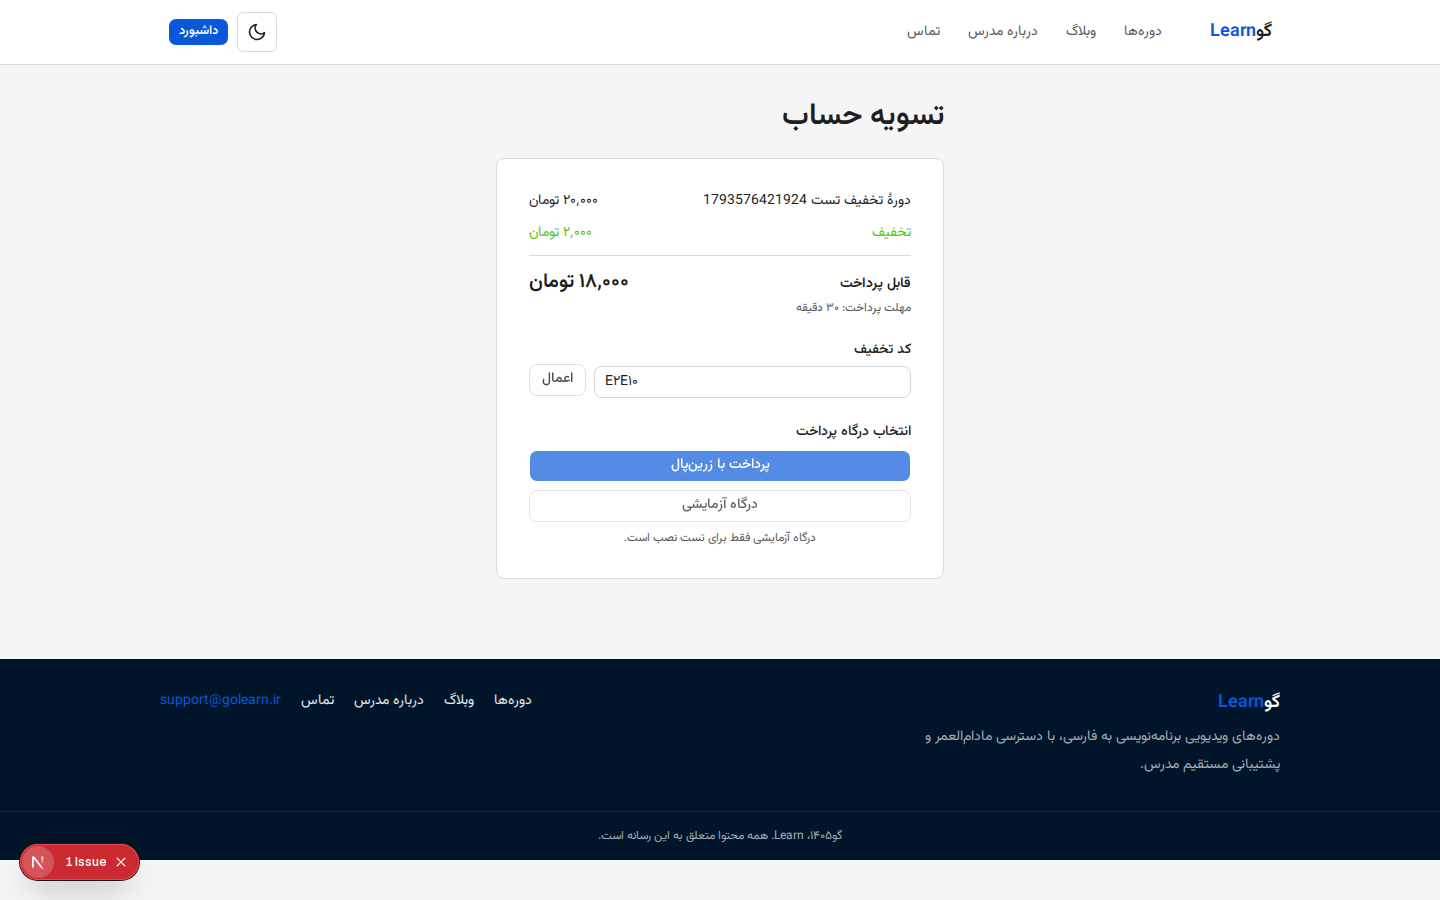 گوLearn دوره‌ها وبلاگ درباره مدرس تماس داشبورد
تسویه حساب
دورهٔ تخفیف تست 1793576421924 ۲۰,۰۰۰ تومان
تخفیف ۲,۰۰۰ تومان
قابل پرداخت ۱۸,۰۰۰ تومان
مهلت پرداخت: ۳۰ دقیقه
کد تخفیف
E۲E۱۰ اعمال
انتخاب درگاه پرداخت
پرداخت با زرین‌پال
درگاه آزمایشی
درگاه آزمایشی فقط برای تست نصب است.
گوLearn دوره‌ها وبلاگ درباره مدرس تماس support@golearn.ir
دوره‌های ویدیویی برنامه‌نویسی به فارسی، با دسترسی مادام‌العمر و
پشتیبانی مستقیم مدرس.
گو۱۴۰۵، Learn. همه محتوا متعلق به این رسانه است.
N 1 Issue